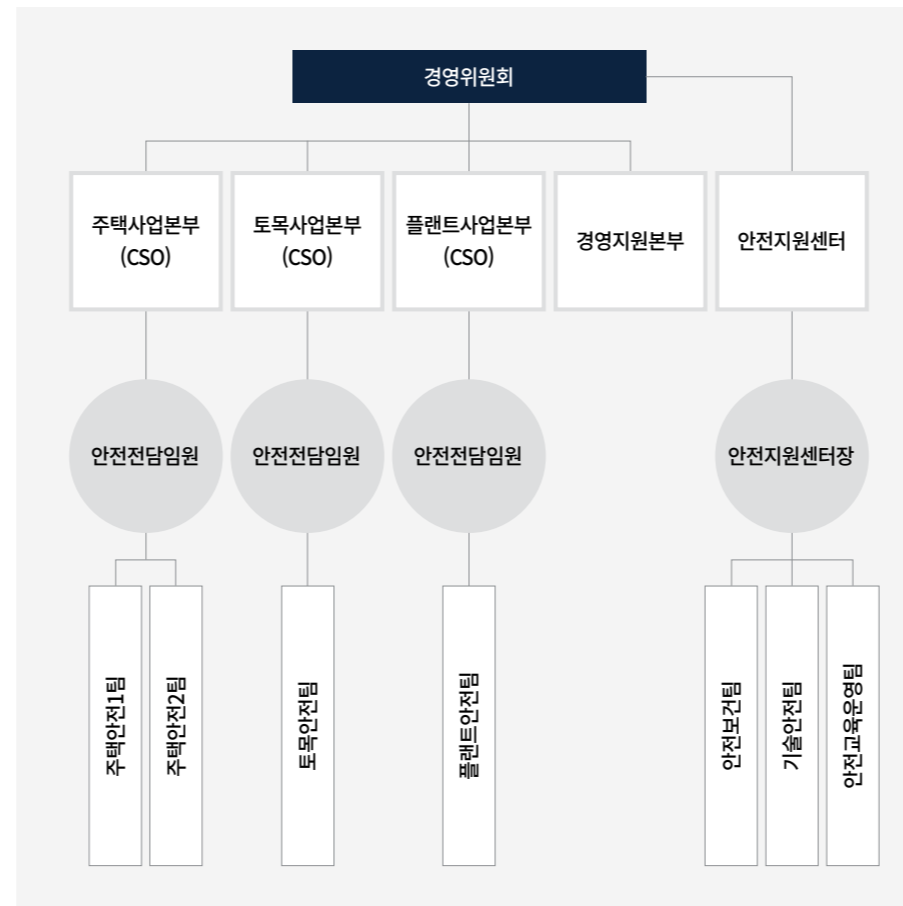 경영위원회
주택사업본부
(CSO)
토목사업본부
(CSO)
플랜트사업본부
(CSO)
경영지원본부
안전지원센터
안전전담임원
안전전담임원
안전전담임원
안전지원센터장
주택안전1팀
주택안전2팀
토목안전팀
플랜트안전팀
안전보건팀
기술안전팀
안전교육운영팀